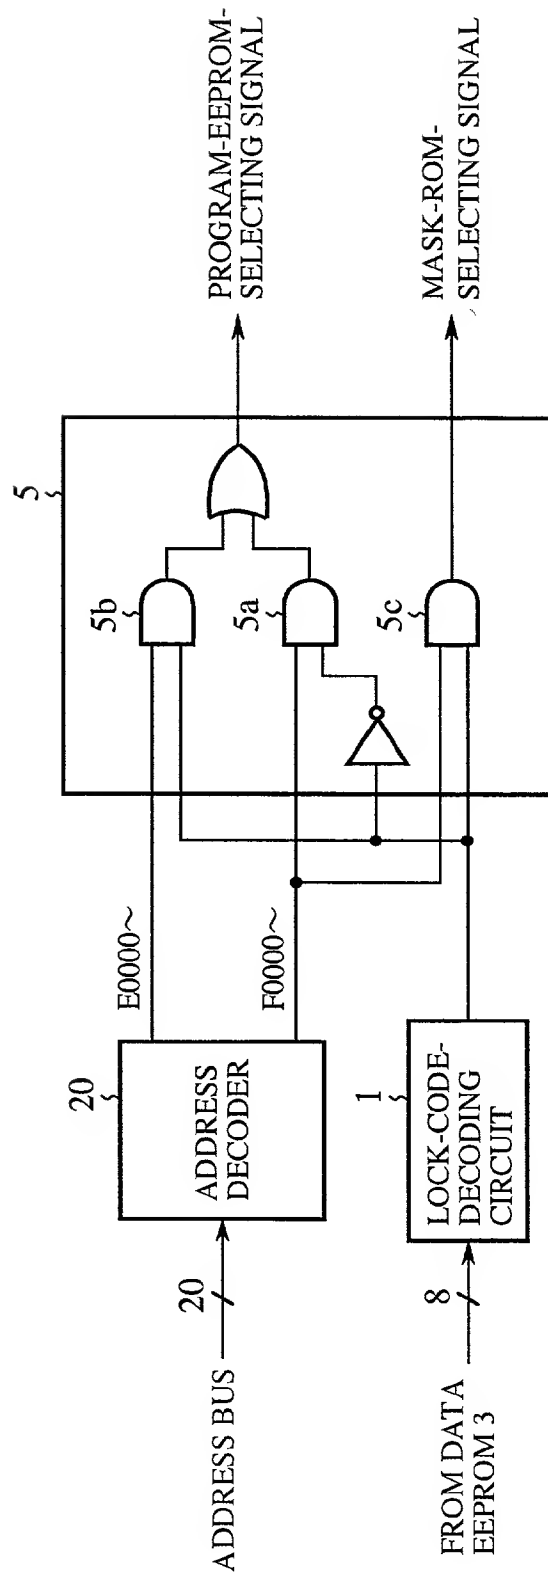 PROGRAM-EEPROM-
SELECTING SIGNAL
MASK-ROM-
SELECTING SIGNAL
5
5b
5a
5c
E0000~
F0000~
20
ADDRESS
DECODER
1
LOCK-CODE-
DECODING
CIRCUIT
20
8
ADDRESS BUS
FROM DATA
EEPROM 3